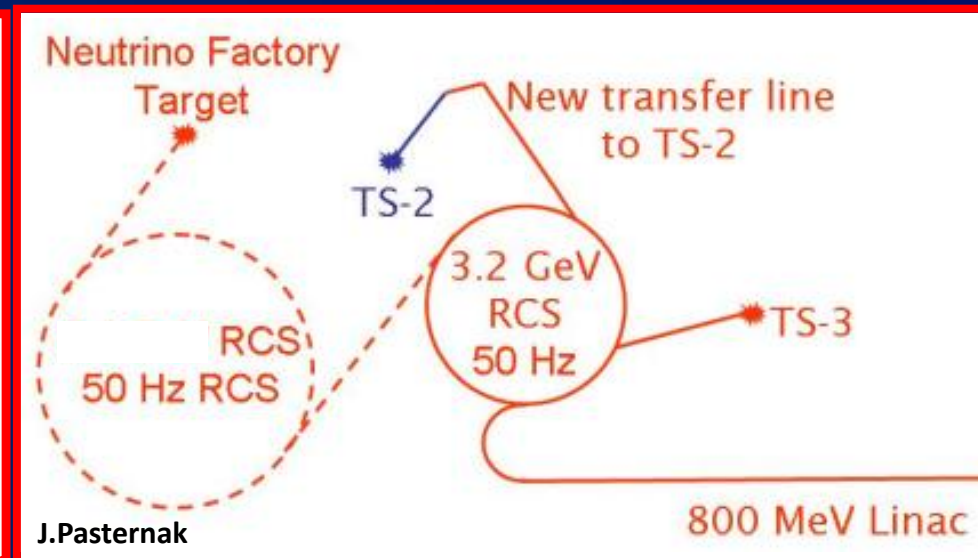 Neutrino Factory
Target
New transfer line
to TS-2
TS-2
3.2 GeV
RCS
50 Hz
TS-3
RCS
50 Hz RCS
800 MeV Linac
J.Pasternak